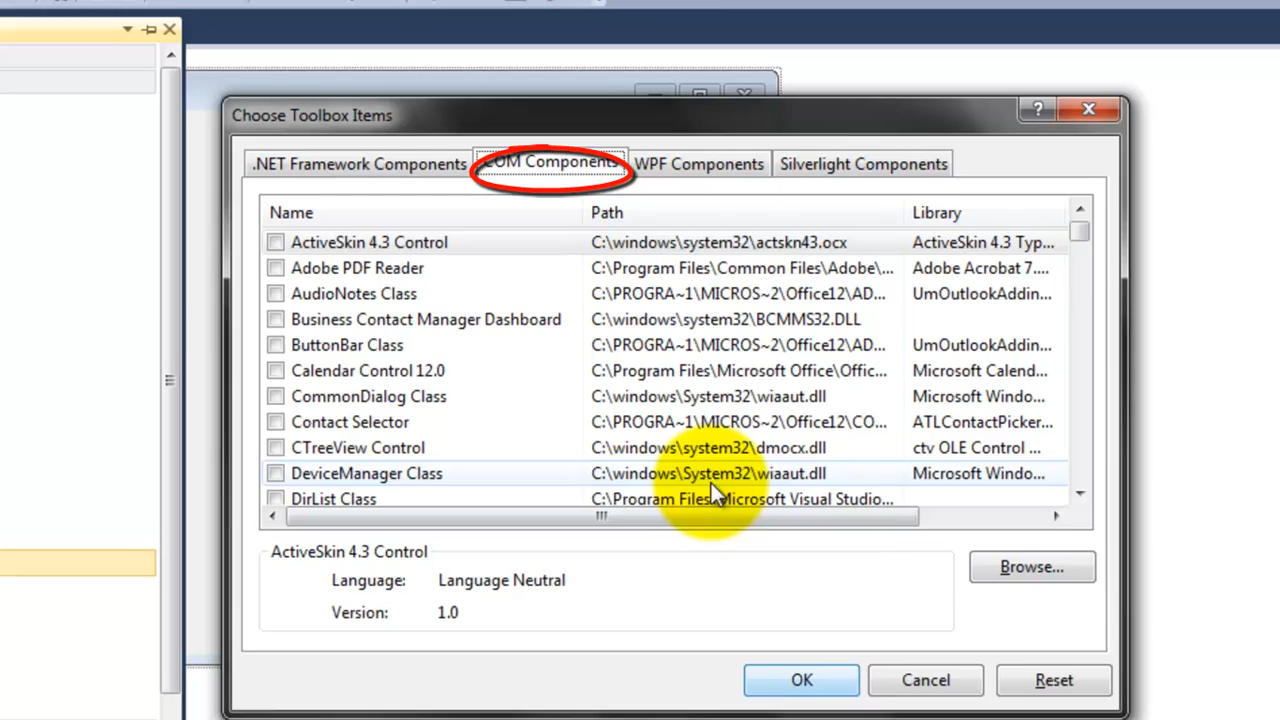 Choose Toolbox Items
.NET Framework Components COM Components WPF Components Silverlight Components
Name Path Library
ActiveSkin 4.3 Control C:\windows\system32\actskn43.ocx ActiveSkin 4.3 Typ...
Adobe PDF Reader C:\Program Files\Common Files\Adobe\... Adobe Acrobat 7....
AudioNotes Class C:\PROGRA~1\MICROS~2\Office12\AD... UmOutlookAddin...
Business Contact Manager Dashboard C:\windows\system32\BCMMS32.DLL
ButtonBar Class C:\PROGRA~1\MICROS~2\Office12\AD... UmOutlookAddin...
Calendar Control 12.0 C:\Program Files\Microsoft Office\Offic... Microsoft Calend...
CommonDialog Class C:\windows\System32\wiaaut.dll Microsoft Windo...
Contact Selector C:\PROGRA~1\MICROS~2\Office12\CO... ATLContactPicker...
CTreeView Control C:\windows\system32\dmocx.dll ctv OLE Control ...
DeviceManager Class C:\windows\System32\wiaaut.dll Microsoft Windo...
DirList Class C:\Program Files\Microsoft Visual Studio...
ActiveSkin 4.3 Control
Language: Language Neutral
Version: 1.0
Browse...
OK Cancel Reset